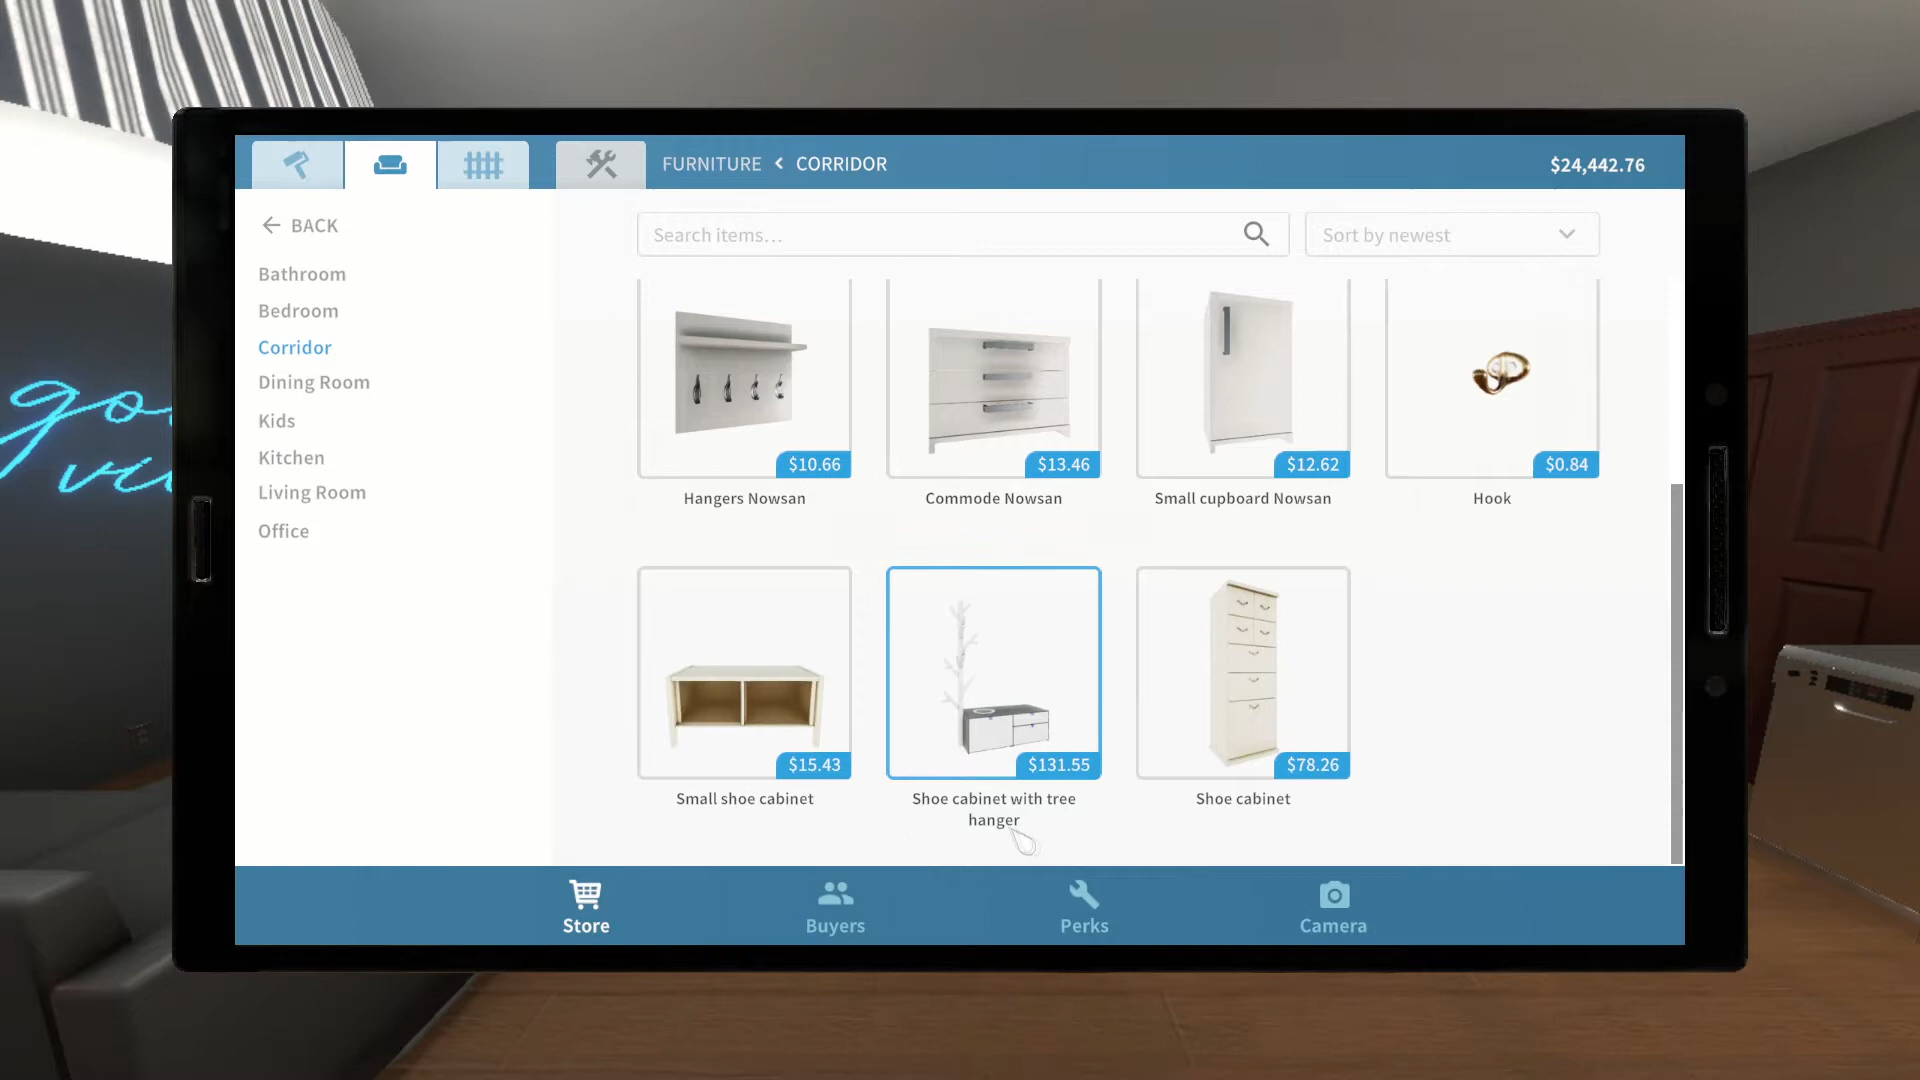 FURNITURE < CORRIDOR
$24,442.76
BACK
Search items...
Sort by newest
Bathroom
Bedroom
Corridor
Dining Room
Kids
Kitchen
Living Room
Office
$10.66
$13.46
$12.62
$0.84
Hangers Nowsan
Commode Nowsan
Small cupboard Nowsan
Hook
$15.43
$131.55
$78.26
Small shoe cabinet
Shoe cabinet with tree
hanger
Shoe cabinet
Store
Buyers
Perks
Camera